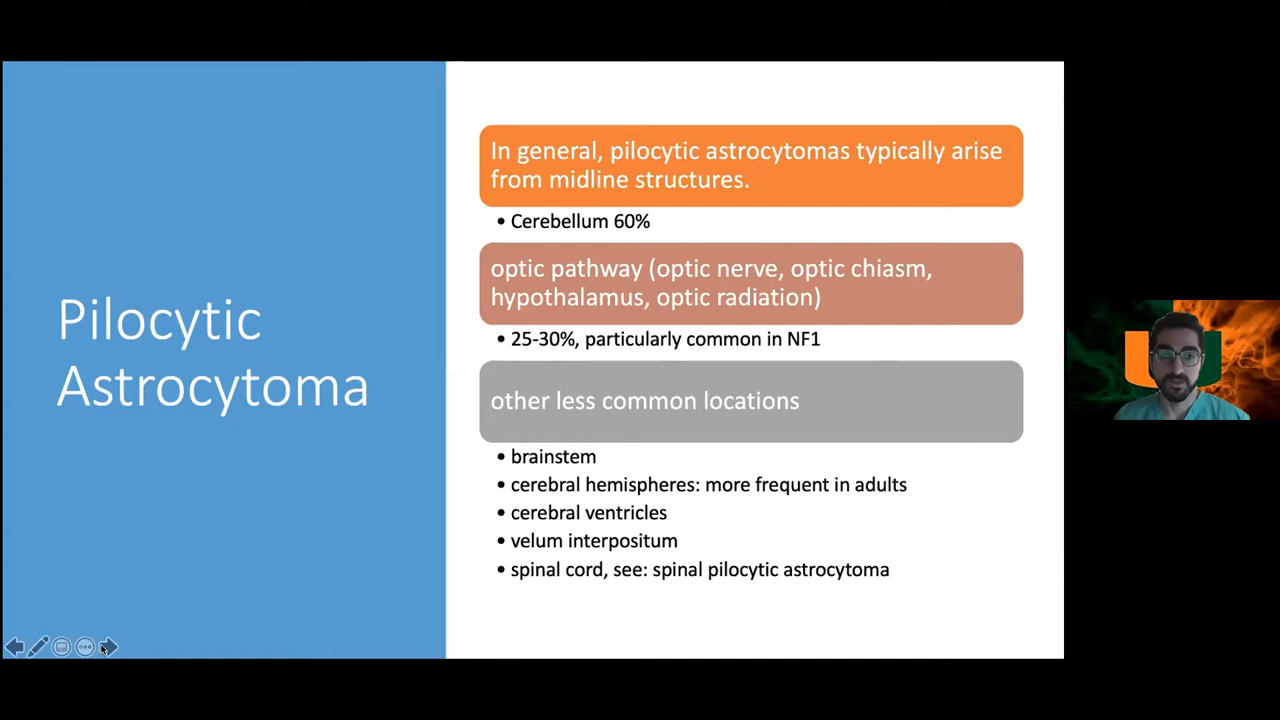 Pilocytic
Astrocytoma
In general, pilocytic astrocytomas typically arise
from midline structures.
• Cerebellum 60%
optic pathway (optic nerve, optic chiasm,
hypothalamus, optic radiation)
• 25-30%, particularly common in NF1
other less common locations
• brainstem
• cerebral hemispheres: more frequent in adults
• cerebral ventricles
• velum interpositum
• spinal cord, see: spinal pilocytic astrocytoma